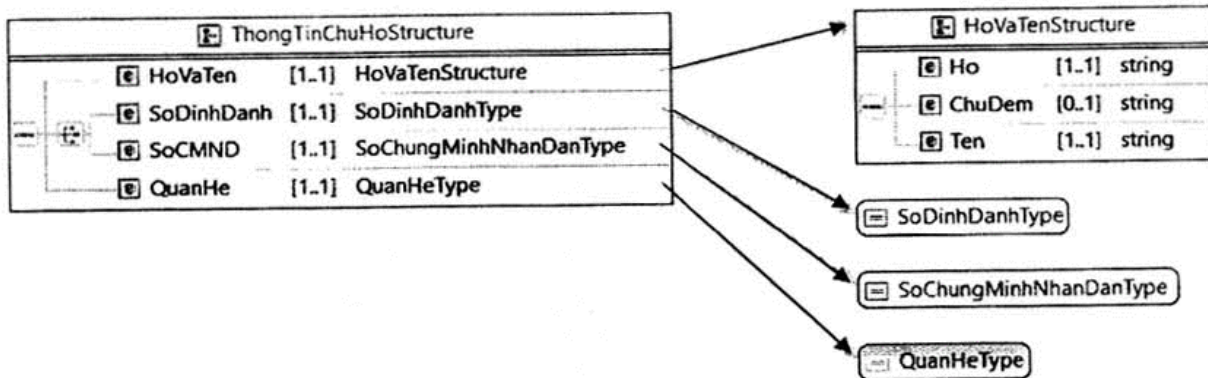 ThongTinChuHoStructure
HoVaTen [1..1] HoVaTenStructure
SoDinhDanh [1..1] SoDinhDanhType
SoCMND [1..1] SoChungMinhNhanDanType
QuanHe [1..1] QuanHeType
HoVaTenStructure
Ho [1..1] string
ChuDem [0..1] string
Ten [1..1] string
SoDinhDanhType
SoChungMinhNhanDanType
QuanHeType